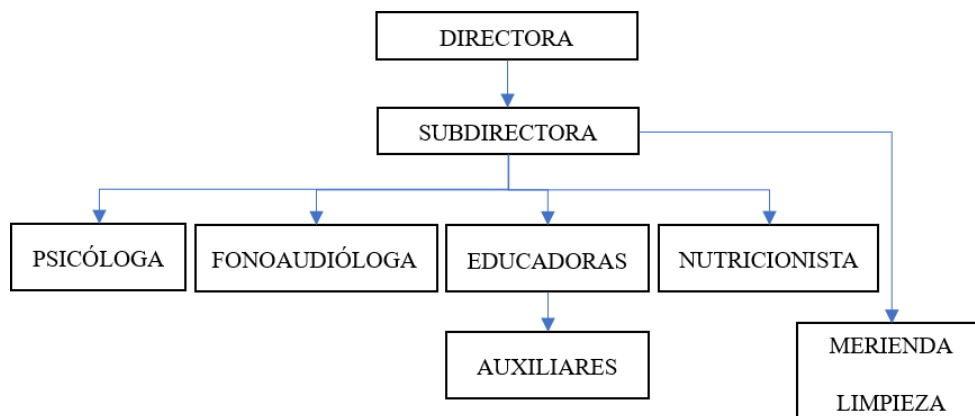 DIRECTORA
SUBDIRECTORA
PSICÓLOGA
FONOAUDIÓLOGA
EDUCADORAS
NUTRICIONISTA
AUXILIARES
MERIENDA
LIMPIEZA